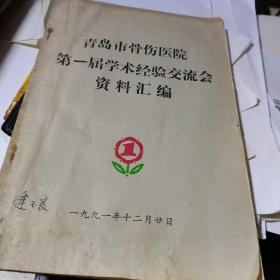 青岛市骨伤医院
第一届学术经验交流会
资料汇编
1
一九九一年十二月廿日